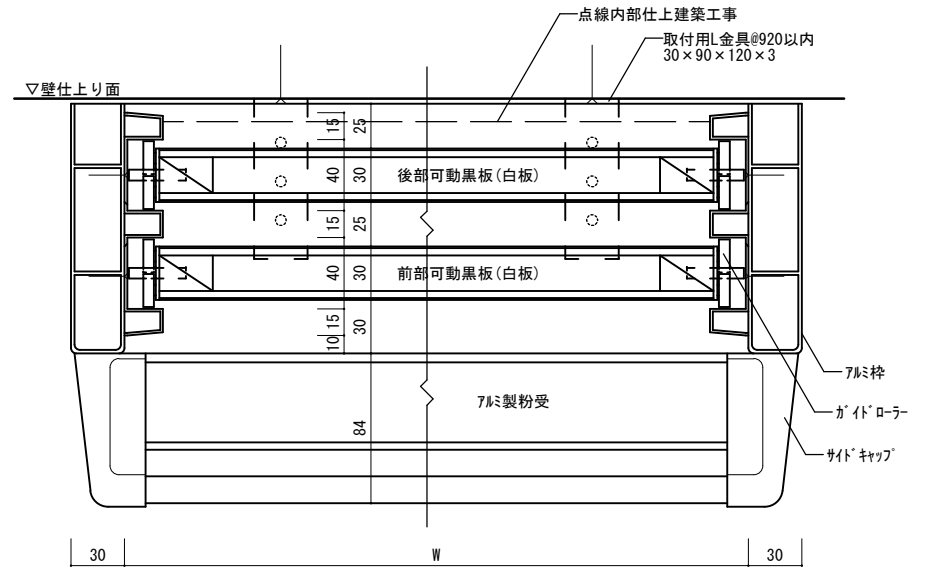 点線内部仕上建築工事
取付用L金具@920以内
30×90×120×3
▽壁仕上り面
15
25
40
30
後部可動黒板(白板)
15
25
40
30
前部可動黒板(白板)
15
30
10
ｱﾙﾐ枠
ｱﾙﾐ製粉受
ｶﾞｲﾄﾞﾛｰﾗｰ
84
ｻｲﾄﾞｷｬｯﾌﾟ
30
W
30